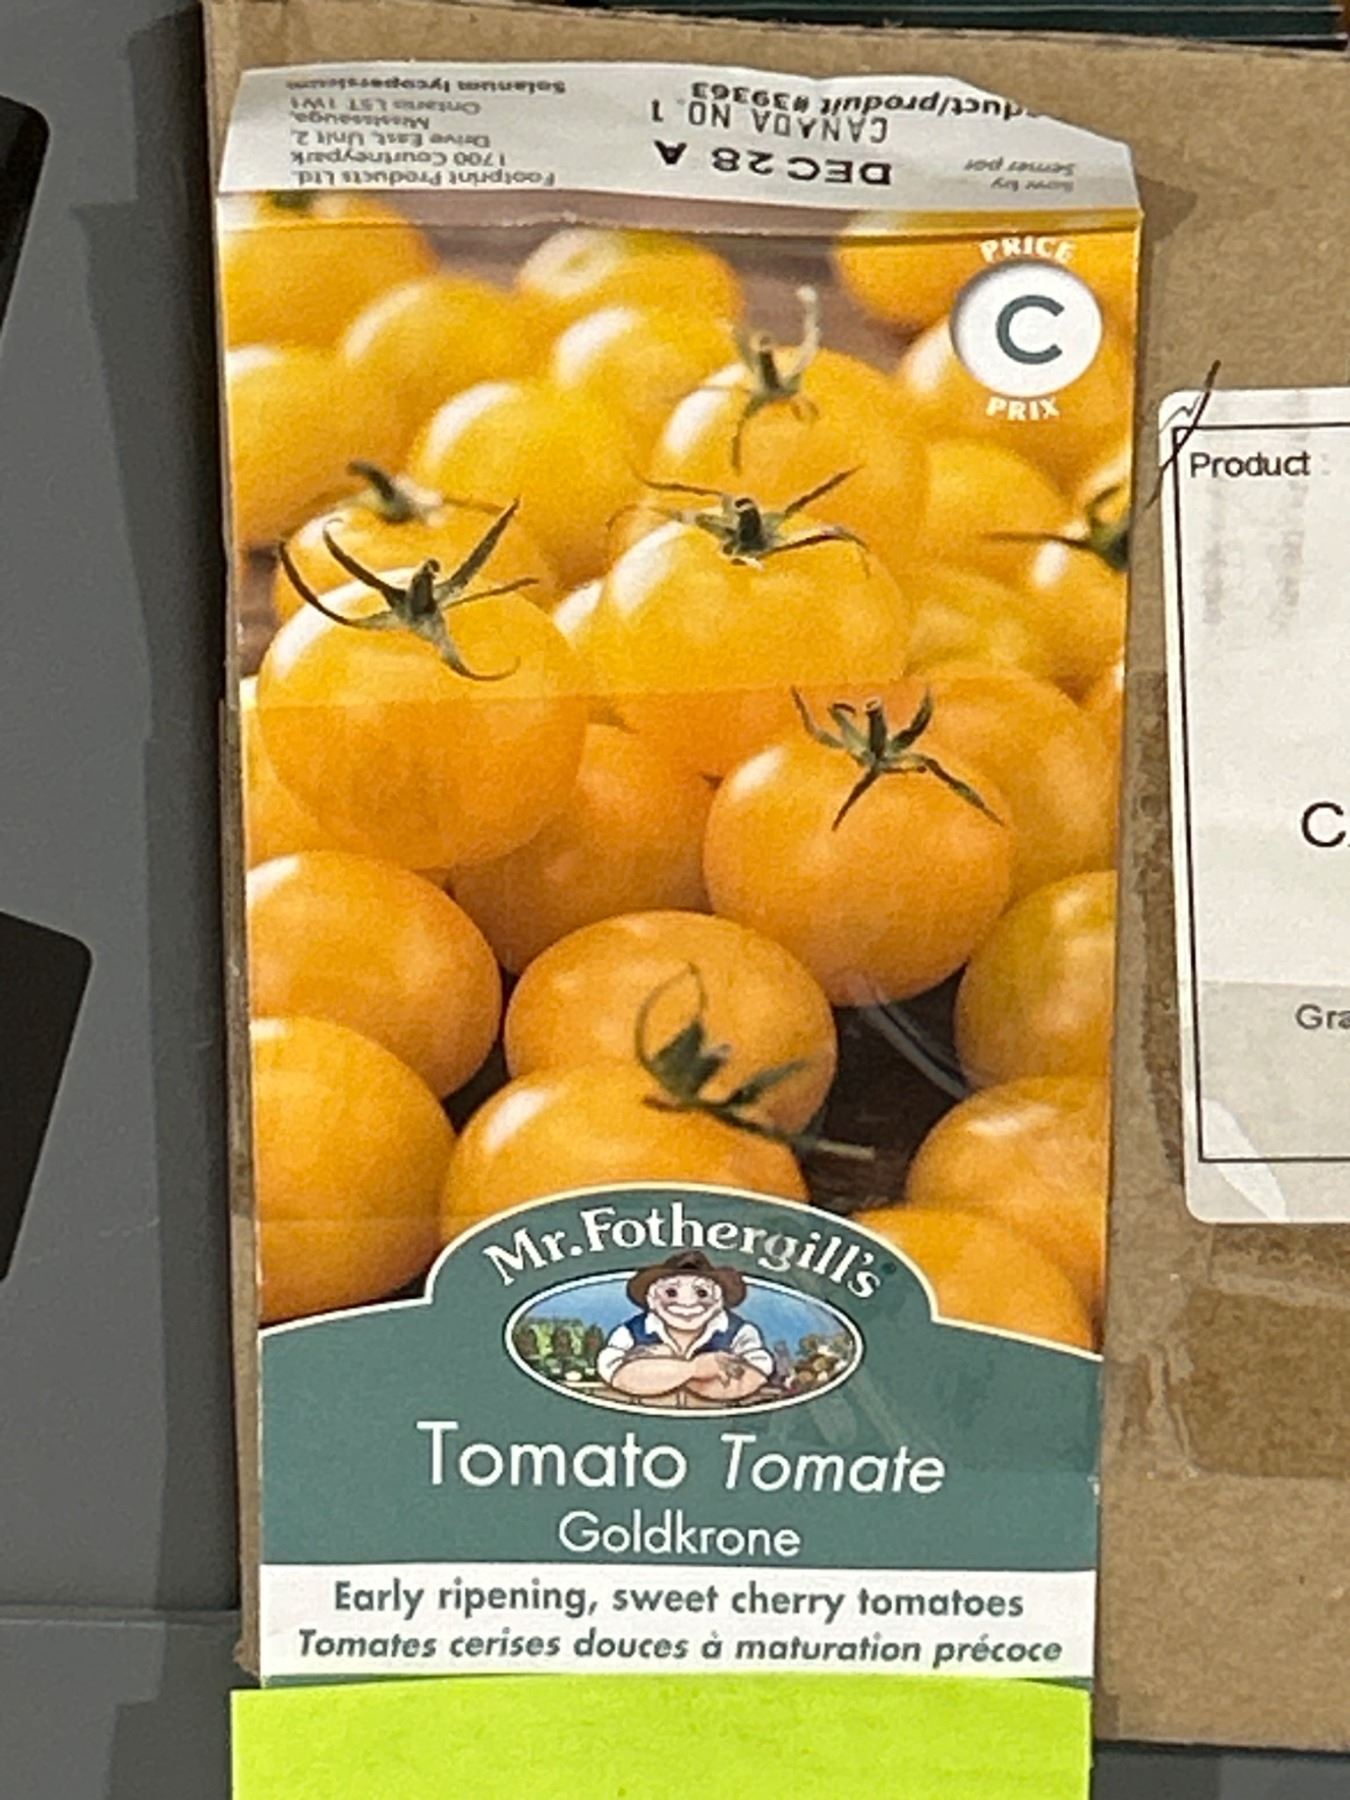 Footprint Products Ltd.
1700 Courtneypark
Drive East, Unit 2,
Mississauga,
Ontario L5T 1W1
Solanum lycopersicum
Sow by
Semer par
DEC 28 A
CANADA NO. 1
duct/produit #39363
PRICE
C
PRIX
Mr.Fothergill's
Tomato Tomate
Goldkrone
Early ripening, sweet cherry tomatoes
Tomates cerises douces à maturation précoce
Product :
C
Gra